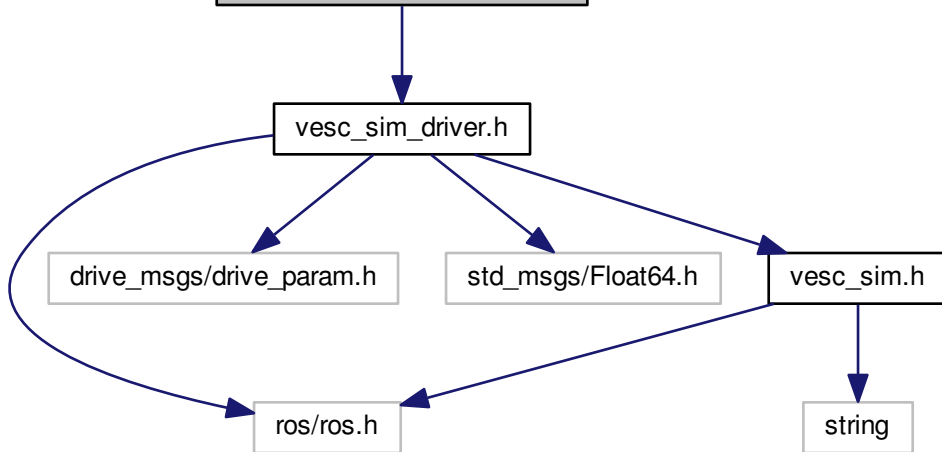 vesc_sim_driver.h
drive_msgs/drive_param.h
std_msgs/Float64.h
vesc_sim.h
ros/ros.h
string